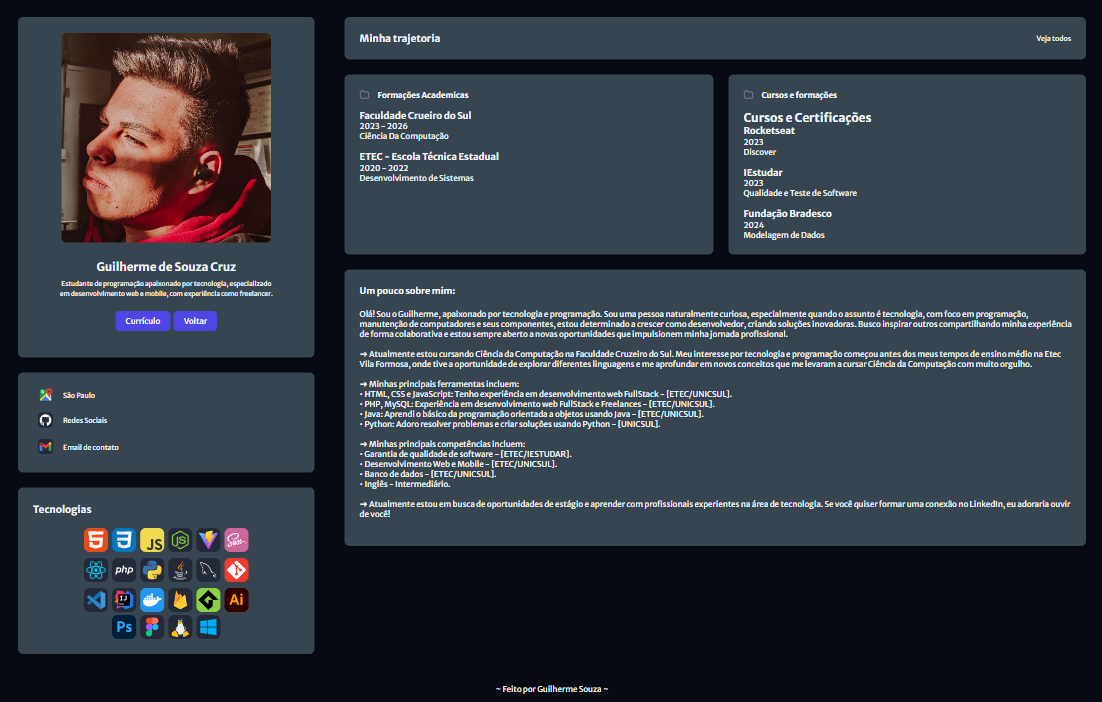 Guilherme de Souza Cruz
Estudante de programação apaixonado por tecnologia, especializado
em desenvolvimento web e mobile, com experiência como freelancer.
Currículo
Voltar
São Paulo
Redes Sociais
Email de contato
Tecnologias
JS
JS
Sass
php
IJ
Ai
Ps
Minha trajetoria
Veja todos
Formações Academicas
Faculdade Crueiro do Sul
2023 - 2026
Ciência Da Computação
ETEC - Escola Técnica Estadual
2020 - 2022
Desenvolvimento de Sistemas
Cursos e formações
Cursos e Certificações
Rocketseat
2023
Discover
IEstudar
2023
Qualidade e Teste de Software
Fundação Bradesco
2024
Modelagem de Dados
Um pouco sobre mim:
Olá! Sou o Guilherme, apaixonado por tecnologia e programação. Sou uma pessoa naturalmente curiosa, especialmente quando o assunto é tecnologia, com foco em programação,
manutenção de computadores e seus componentes, estou determinado a crescer como desenvolvedor, criando soluções inovadoras. Busco inspirar outros compartilhando minha experiência
de forma colaborativa e estou sempre aberto a novas oportunidades que impulsionem minha jornada profissional.
➜ Atualmente estou cursando Ciência da Computação na Faculdade Cruzeiro do Sul. Meu interesse por tecnologia e programação começou antes dos meus tempos de ensino médio na Etec
Vila Formosa, onde tive a oportunidade de explorar diferentes linguagens e me aprofundar em novos conceitos que me levaram a cursar Ciência da Computação com muito orgulho.
➜ Minhas principais ferramentas incluem:
• HTML, CSS e JavaScript: Tenho experiência em desenvolvimento web FullStack - [ETEC/UNICSUL].
• PHP, MySQL: Experiência em desenvolvimento web FullStack e Freelances - [ETEC/UNICSUL].
• Java: Aprendi o básico da programação orientada a objetos usando Java - [ETEC/UNICSUL].
• Python: Adoro resolver problemas e criar soluções usando Python - [UNICSUL].
➜ Minhas principais competências incluem:
• Garantia de qualidade de software - [ETEC/IESTUDAR].
• Desenvolvimento Web e Mobile - [ETEC/UNICSUL].
• Banco de dados - [ETEC/UNICSUL].
• Inglês - Intermediário.
➜ Atualmente estou em busca de oportunidades de estágio e aprender com profissionais experientes na área de tecnologia. Se você quiser formar uma conexão no LinkedIn, eu adoraria ouvir
de você!
~ Feito por Guilherme Souza ~